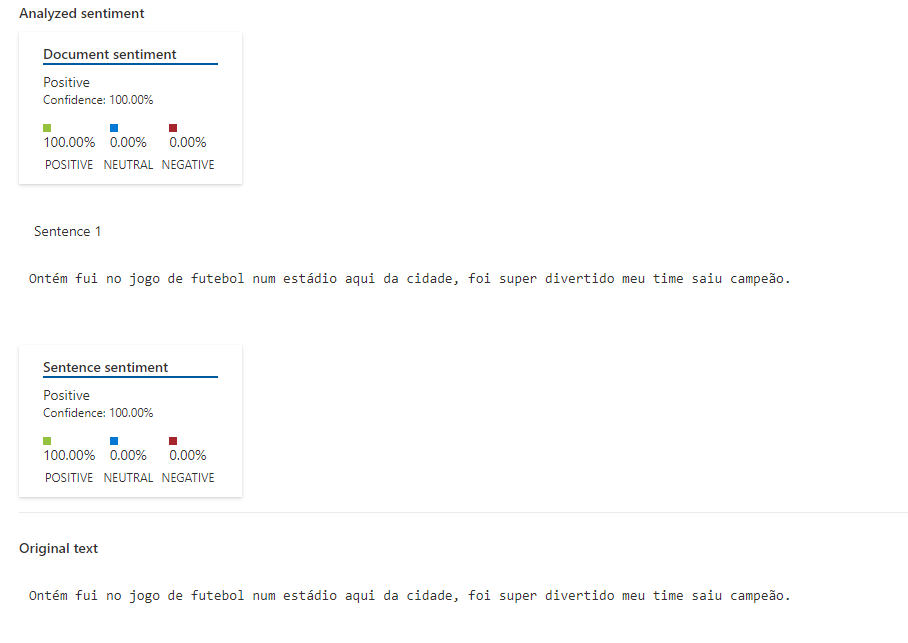 Analyzed sentiment
Document sentiment
Positive
Confidence: 100.00%
100.00% 0.00% 0.00%
POSITIVE NEUTRAL NEGATIVE
Sentence 1
Ontém fui no jogo de futebol num estádio aqui da cidade, foi super divertido meu time saiu campeão.
Sentence sentiment
Positive
Confidence: 100.00%
100.00% 0.00% 0.00%
POSITIVE NEUTRAL NEGATIVE
Original text
Ontém fui no jogo de futebol num estádio aqui da cidade, foi super divertido meu time saiu campeão.